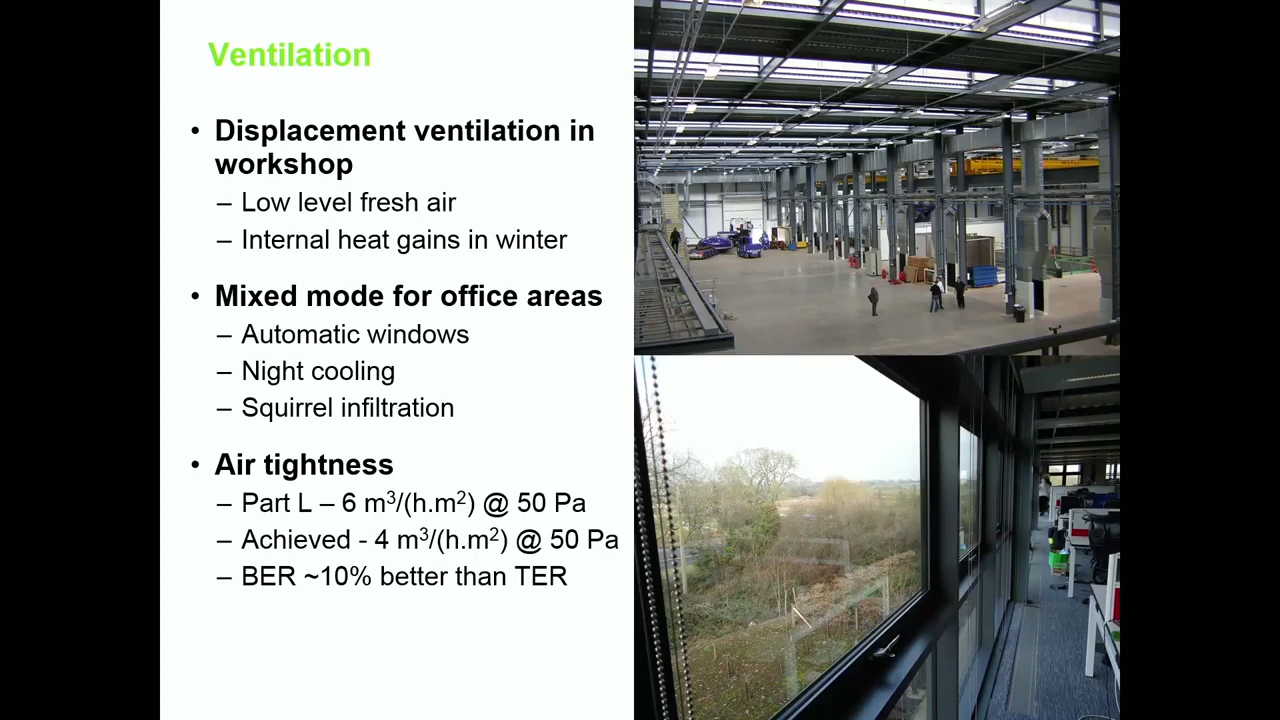 Ventilation
• Displacement ventilation in
workshop
– Low level fresh air
– Internal heat gains in winter
• Mixed mode for office areas
– Automatic windows
– Night cooling
– Squirrel infiltration
• Air tightness
– Part L – 6 m³/(h.m²) @ 50 Pa
– Achieved - 4 m³/(h.m²) @ 50 Pa
– BER ~10% better than TER